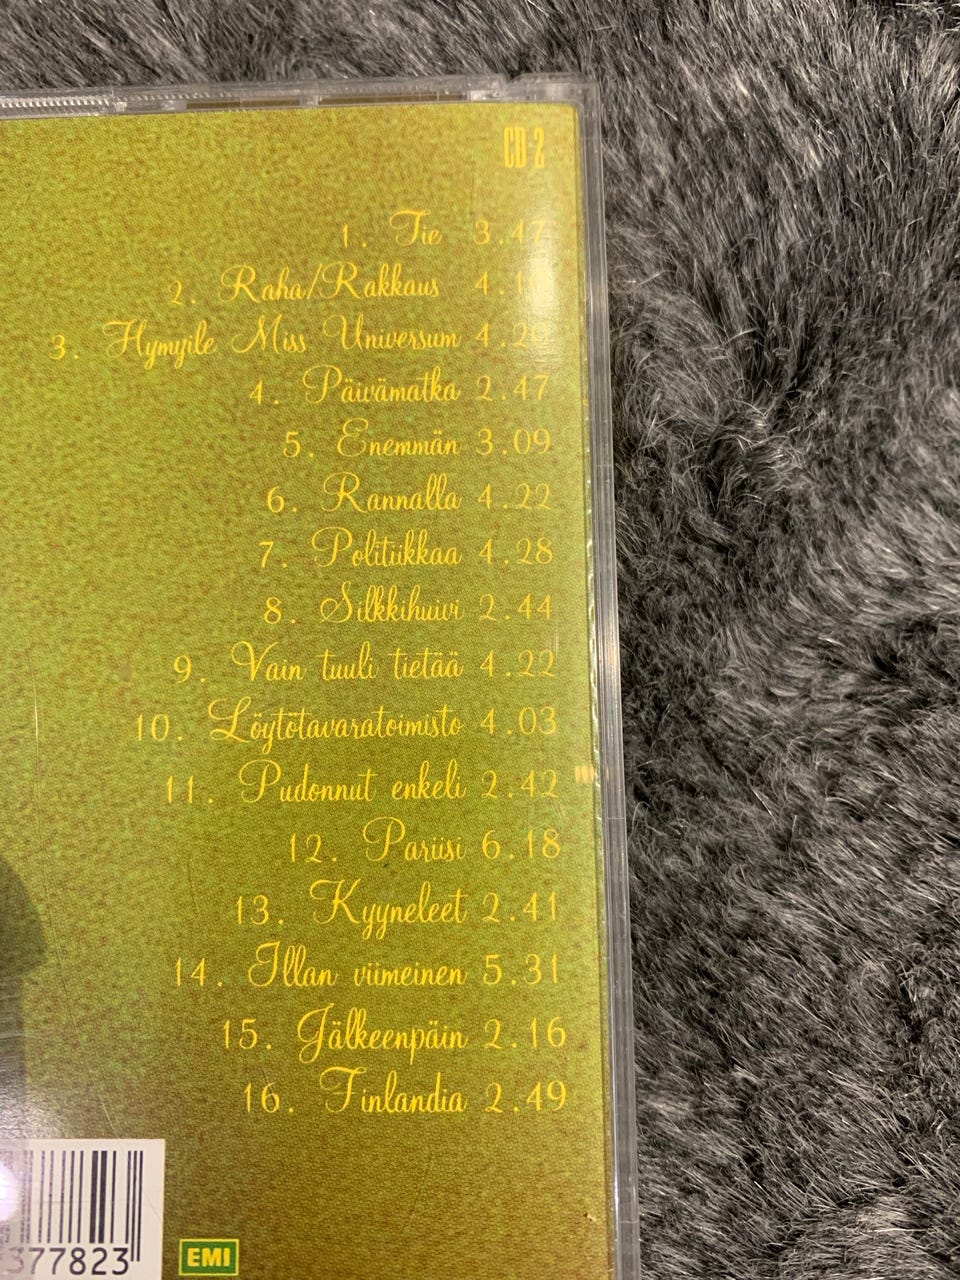 CD 2
1. Tie 3.47
2. Raha/Rakkaus
3. Hymyile Miss Universum
4. Päivämatka 2.47
5. Enemmän 3.09
6. Rannalla 4.22
7. Politiikkaa 4.28
8. Silkkihuivi 2.44
9. Vain tuuli tietää 4.22
10. Löytötavaratoimisto 4.03
11. Pudonnut enkeli 2.42
12. Pariisi 6.18
13. Kyyneleet 2.41
14. Illan viimeinen 5.31
15. Jälkeenpäin 2.16
16. Finlandia 2.49
377823
EMI